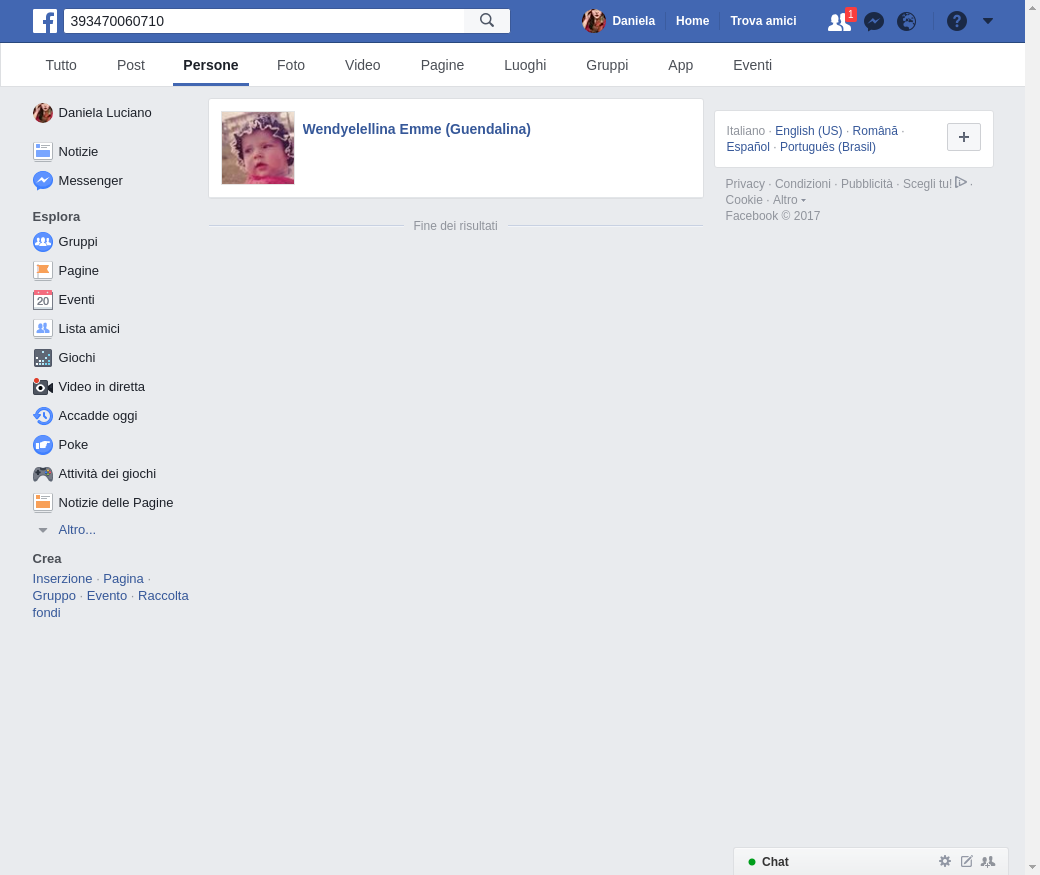 393470060710
Daniela Home Trova amici 1
Tutto Post Persone Foto Video Pagine Luoghi Gruppi App Eventi
Daniela Luciano
Notizie
Messenger
Esplora
Gruppi
Pagine
20 Eventi
Lista amici
Giochi
Video in diretta
Accadde oggi
Poke
Attività dei giochi
Notizie delle Pagine
Altro...
Crea
Inserzione · Pagina ·
Gruppo · Evento · Raccolta
fondi
Wendyelellina Emme (Guendalina)
Fine dei risultati
Italiano · English (US) · Română ·
Español · Português (Brasil)
Privacy · Condizioni · Pubblicità · Scegli tu! ·
Cookie · Altro
Facebook © 2017
Chat